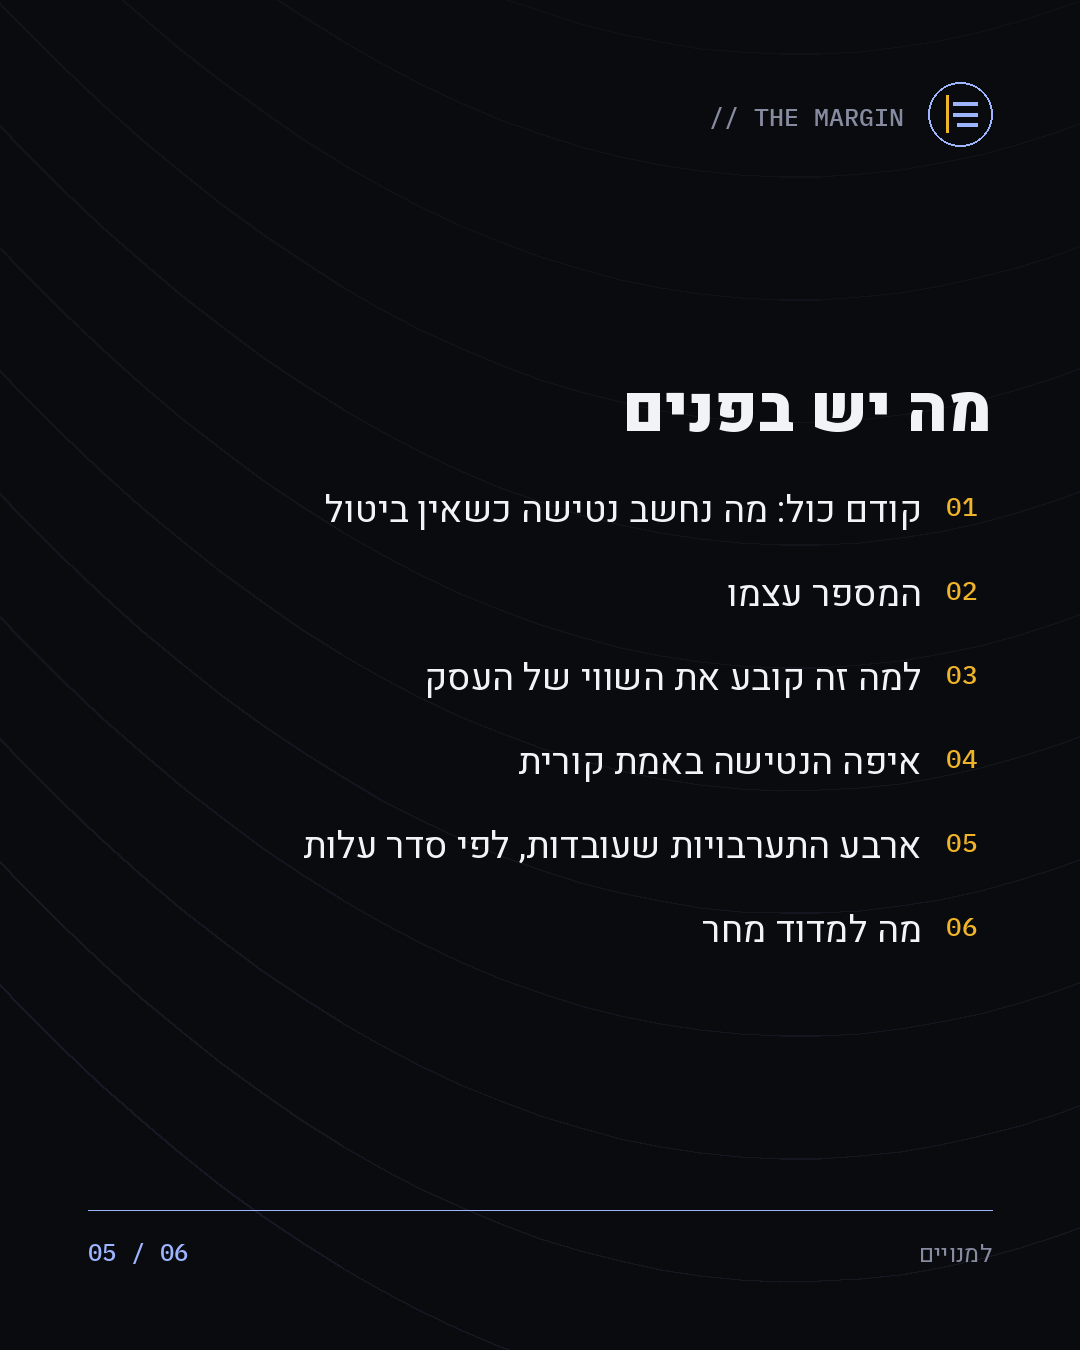 // THE MARGIN
מה יש בפנים
01 קודם כול: מה נחשב נטישה כשאין ביטול
02 המספר עצמו
03 למה זה קובע את השווי של העסק
04 איפה הנטישה באמת קורית
05 ארבע התערבויות שעובדות, לפי סדר עלות
06 מה למדוד מחר
למנויים
05 / 06